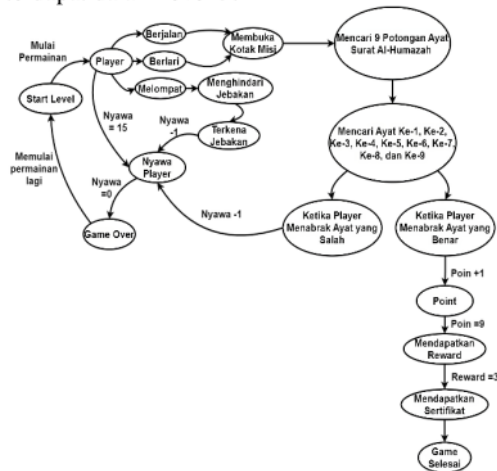 Mulai
Permainan
Player
Berjalan
Berlari
Melompat
Membuka
Kotak Misi
Mencari 9 Potongan Ayat
Surat Al-Humazah
Start Level
Menghindari
Jebakan
Nyawa
= 15
Nyawa
-1
Terkena
Jebakan
Mencari Ayat Ke-1, Ke-2,
Ke-3, Ke-4, Ke-5, Ke-6, Ke-7,
Ke-8, dan Ke-9
Memulai
permainan
lagi
Nyawa
Player
Nyawa
=0
Game Over
Nyawa -1
Ketika Player
Menabrak Ayat yang
Salah
Ketika Player
Menabrak Ayat yang
Benar
Poin +1
Point
Poin =9
Mendapatkan
Reward
Reward =3
Mendapatkan
Sertifikat
Game
Selesai